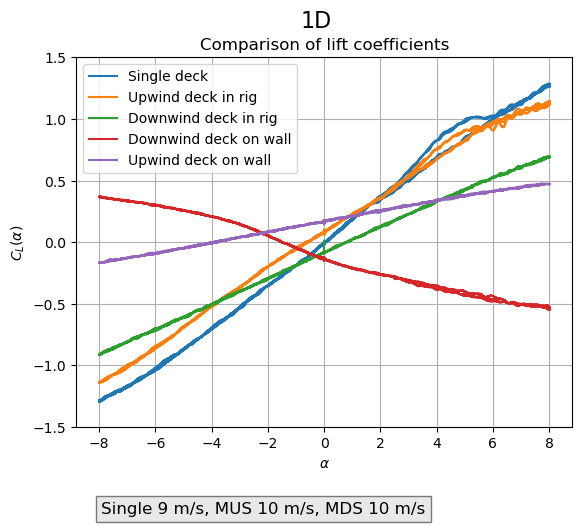 1D
Comparison of lift coefficients
Single deck
Upwind deck in rig
Downwind deck in rig
Downwind deck on wall
Upwind deck on wall
1.5
1.0
0.5
0.0
−0.5
−1.0
−1.5
C_L(α)
−8 −6 −4 −2 0 2 4 6 8
α
Single 9 m/s, MUS 10 m/s, MDS 10 m/s